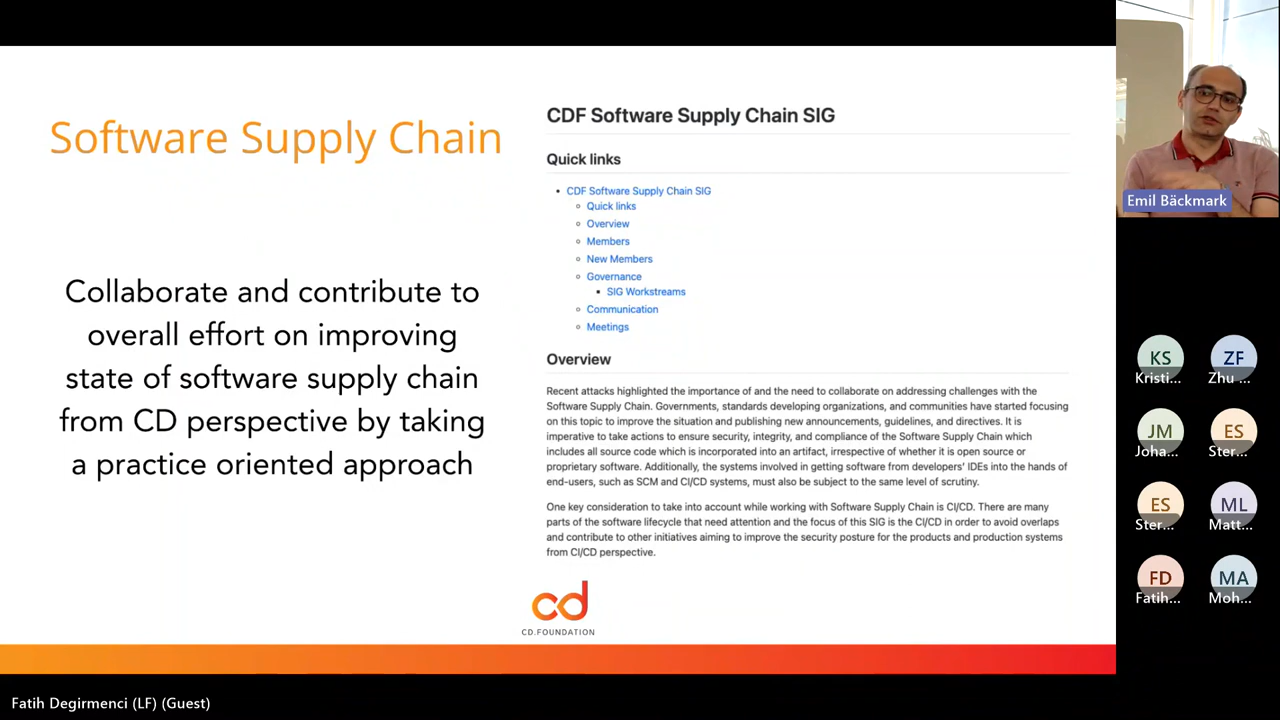 Software Supply Chain
Collaborate and contribute to
overall effort on improving
state of software supply chain
from CD perspective by taking
a practice oriented approach
CDF Software Supply Chain SIG
Quick links
CDF Software Supply Chain SIG
Quick links
Overview
Members
New Members
Governance
SIG Workstreams
Communication
Meetings
Overview
Recent attacks highlighted the importance of and the need to collaborate on addressing challenges with the
Software Supply Chain. Governments, standards developing organizations, and communities have started focusing
on this topic to improve the situation and publishing new announcements, guidelines, and directives. It is
imperative to take actions to ensure security, integrity, and compliance of the Software Supply Chain which
includes all source code which is incorporated into an artifact, irrespective of whether it is open source or
proprietary software. Additionally, the systems involved in getting software from developers' IDEs into the hands of
end-users, such as SCM and CI/CD systems, must also be subject to the same level of scrutiny.
One key consideration to take into account while working with Software Supply Chain is CI/CD. There are many
parts of the software lifecycle that need attention and the focus of this SIG is the CI/CD in order to avoid overlaps
and contribute to other initiatives aiming to improve the security posture for the products and production systems
from CI/CD perspective.
cd
CD.FOUNDATION
Emil Bäckmark
KS
Kristi...
ZF
Zhu ...
JM
Joha...
ES
Ster...
ES
Ster...
ML
Matt...
FD
Fatih...
MA
Moh...
Fatih Degirmenci (LF) (Guest)